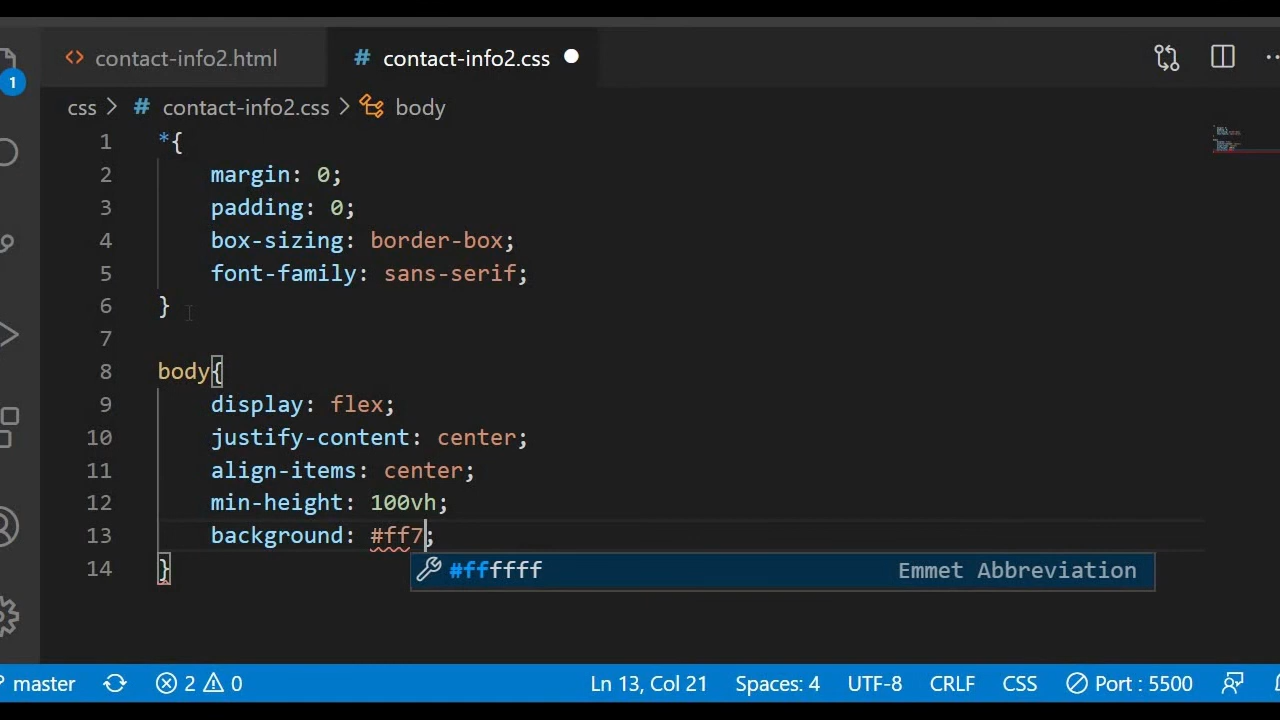 contact-info2.html # contact-info2.css
1
css > # contact-info2.css > body
1 *{
2 margin: 0;
3 padding: 0;
4 box-sizing: border-box;
5 font-family: sans-serif;
6 }
7
8 body{
9 display: flex;
10 justify-content: center;
11 align-items: center;
12 min-height: 100vh;
13 background: #ff7;
14 }
#ffffff Emmet Abbreviation
master 2 0 Ln 13, Col 21 Spaces: 4 UTF-8 CRLF CSS Port : 5500